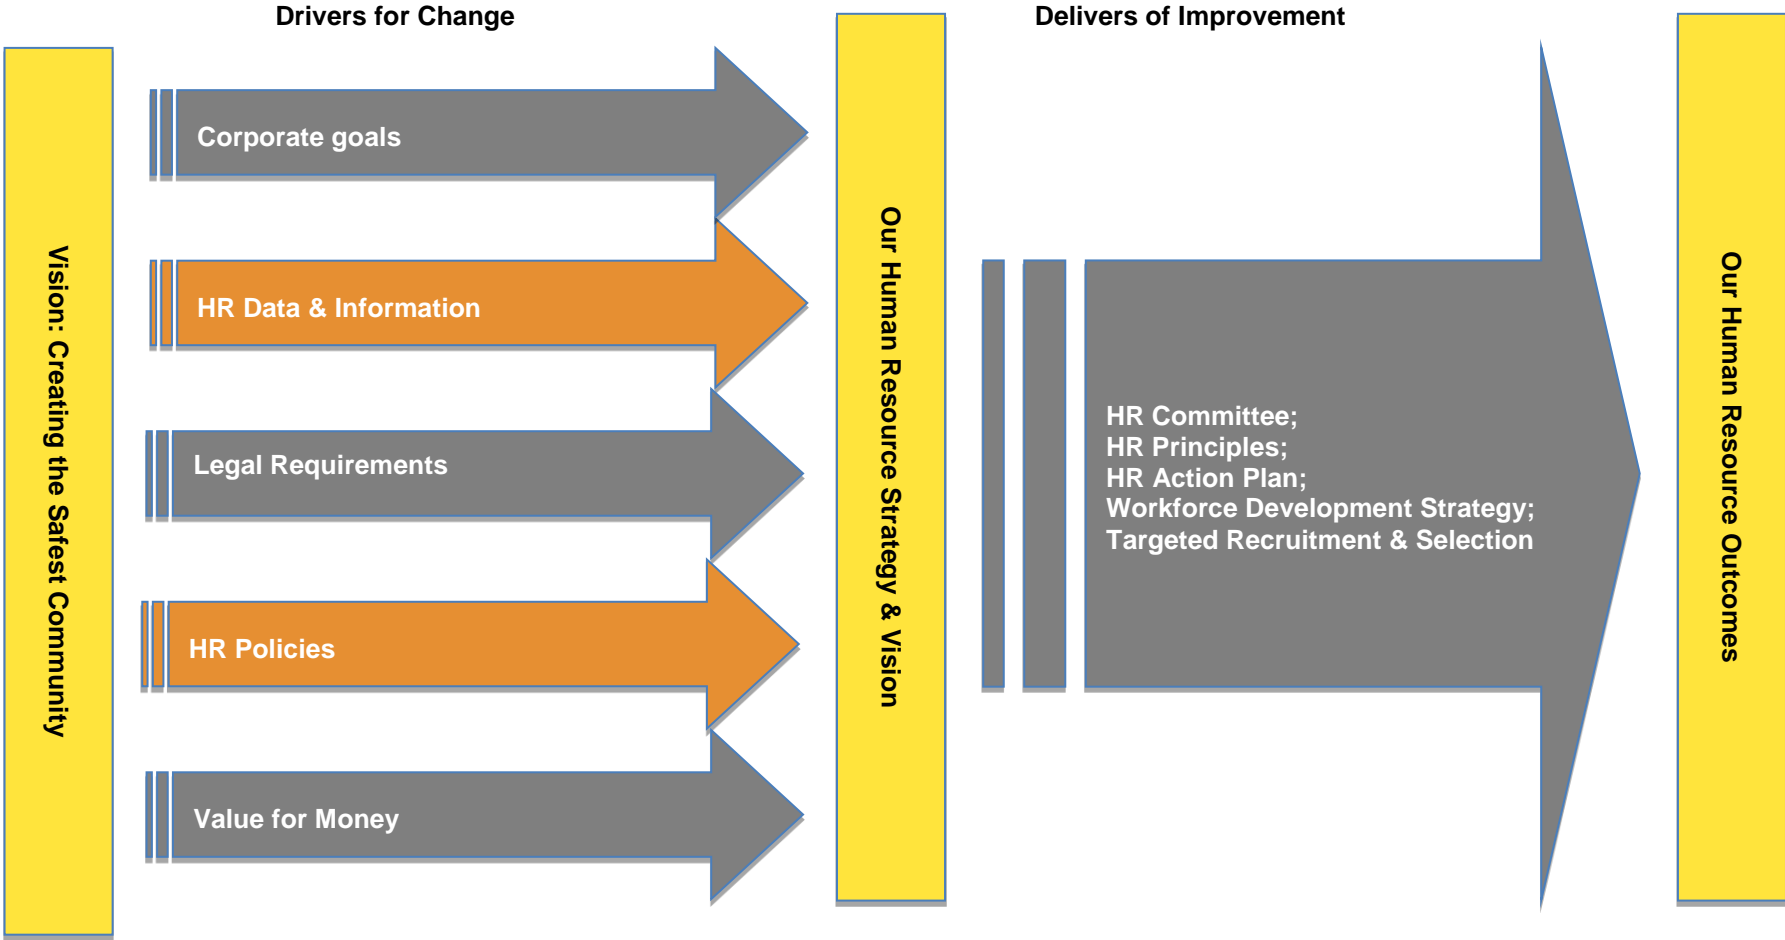 Drivers for Change
Delivers of Improvement
Vision: Creating the Safest Community
Corporate goals
HR Data & Information
Legal Requirements
HR Policies
Value for Money
Our Human Resource Strategy & Vision
HR Committee;
HR Principles;
HR Action Plan;
Workforce Development Strategy;
Targeted Recruitment & Selection
Our Human Resource Outcomes